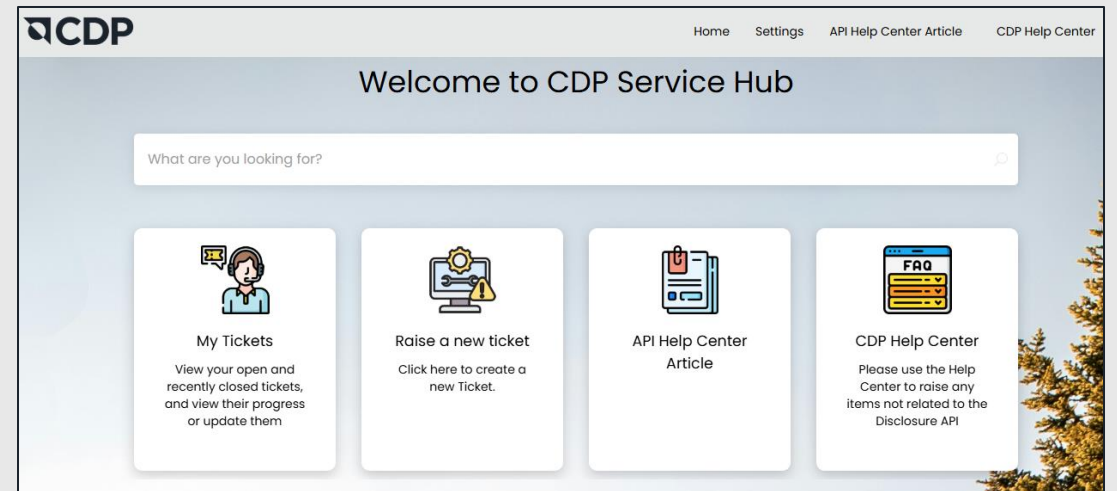 CDP
Home Settings API Help Center Article CDP Help Center
Welcome to CDP Service Hub
What are you looking for?
My Tickets
View your open and
recently closed tickets,
and view their progress
or update them
Raise a new ticket
Click here to create a
new Ticket.
API Help Center
Article
FAQ
CDP Help Center
Please use the Help
Center to raise any
items not related to the
Disclosure API